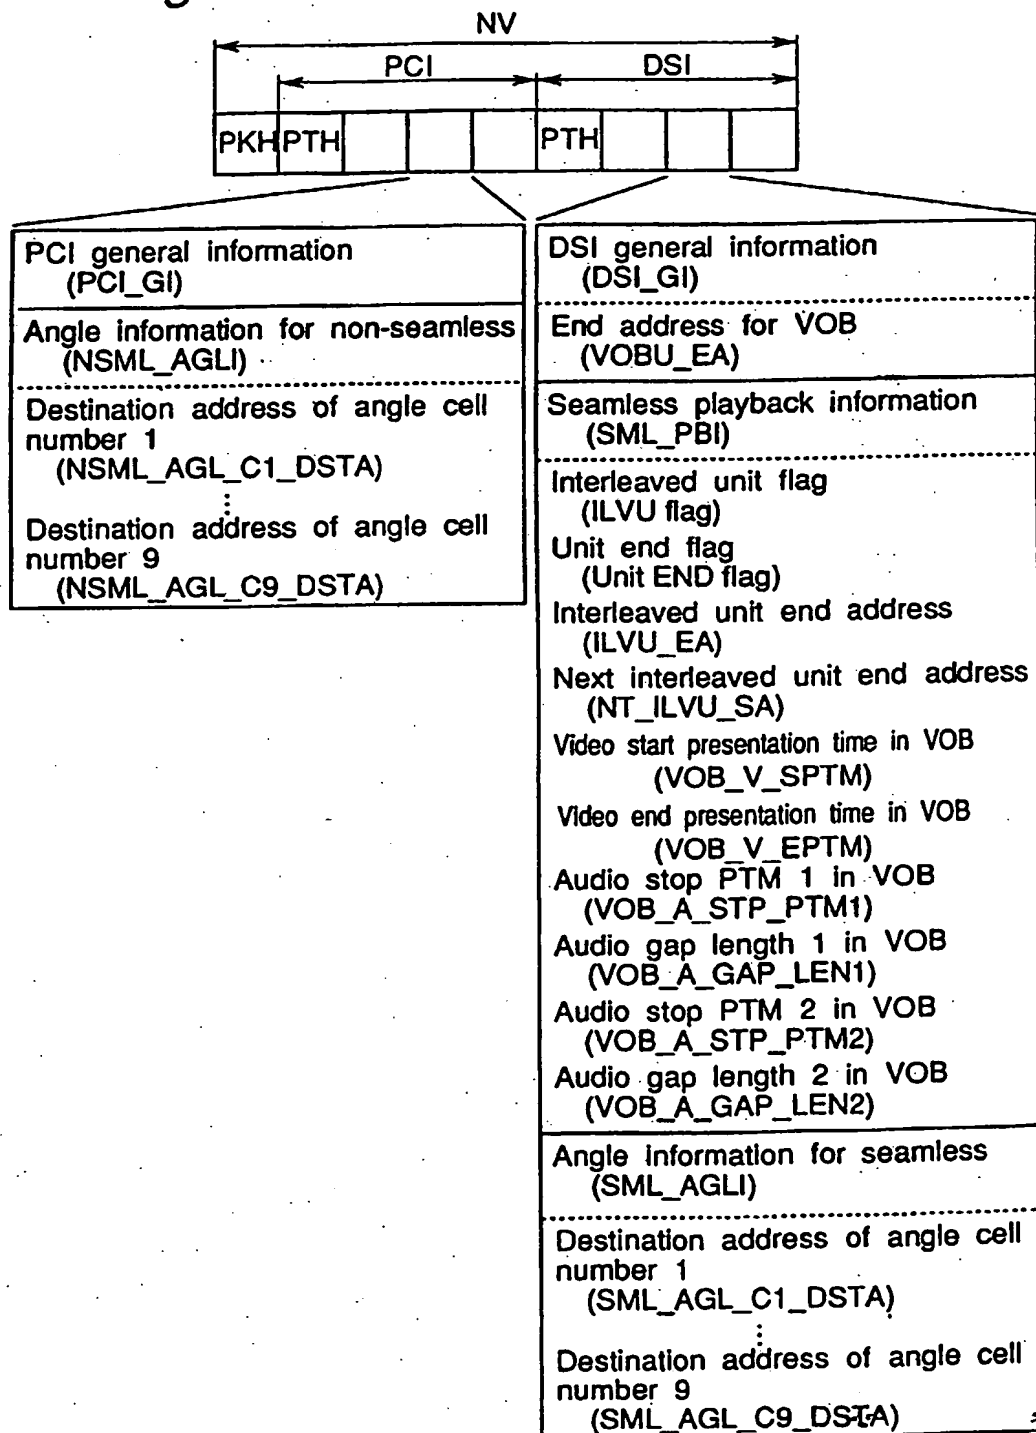 g
NV
PCI DSI
PKH PTH PTH
PCI general information
(PCI_GI)
Angle information for non-seamless
(NSML_AGLI)
Destination address of angle cell
number 1
(NSML_AGL_C1_DSTA)
⋮
Destination address of angle cell
number 9
(NSML_AGL_C9_DSTA)
DSI general information
(DSI_GI)
End address for VOB
(VOBU_EA)
Seamless playback information
(SML_PBI)
Interleaved unit flag
(ILVU flag)
Unit end flag
(Unit END flag)
Interleaved unit end address
(ILVU_EA)
Next interleaved unit end address
(NT_ILVU_SA)
Video start presentation time in VOB
(VOB_V_SPTM)
Video end presentation time in VOB
(VOB_V_EPTM)
Audio stop PTM 1 in VOB
(VOB_A_STP_PTM1)
Audio gap length 1 in VOB
(VOB_A_GAP_LEN1)
Audio stop PTM 2 in VOB
(VOB_A_STP_PTM2)
Audio gap length 2 in VOB
(VOB_A_GAP_LEN2)
Angle information for seamless
(SML_AGLI)
Destination address of angle cell
number 1
(SML_AGL_C1_DSTA)
⋮
Destination address of angle cell
number 9
(SML_AGL_C9_DSTA)